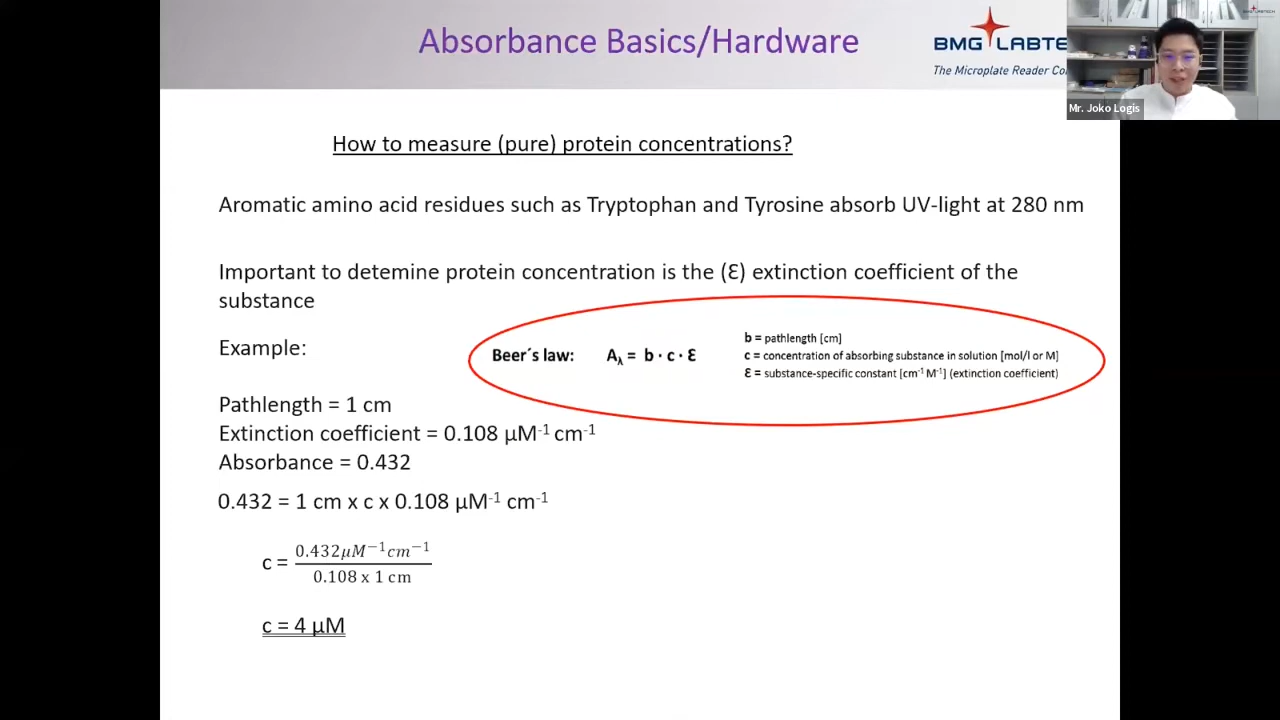 Absorbance Basics/Hardware
BMG LABTE
The Microplate Reader Co
BMG LABTECH
Mr. Joko Logis
How to measure (pure) protein concentrations?
Aromatic amino acid residues such as Tryptophan and Tyrosine absorb UV-light at 280 nm
Important to detemine protein concentration is the (Ɛ) extinction coefficient of the
substance
Example:
Beer´s law: Aλ = b · c · Ɛ
b = pathlength [cm]
c = concentration of absorbing substance in solution [mol/l or M]
Ɛ = substance-specific constant [cm⁻¹ M⁻¹] (extinction coefficient)
Pathlength = 1 cm
Extinction coefficient = 0.108 µM⁻¹ cm⁻¹
Absorbance = 0.432
0.432 = 1 cm x c x 0.108 µM⁻¹ cm⁻¹
0.432µM⁻¹cm⁻¹
c =
0.108 x 1 cm
c = 4 µM